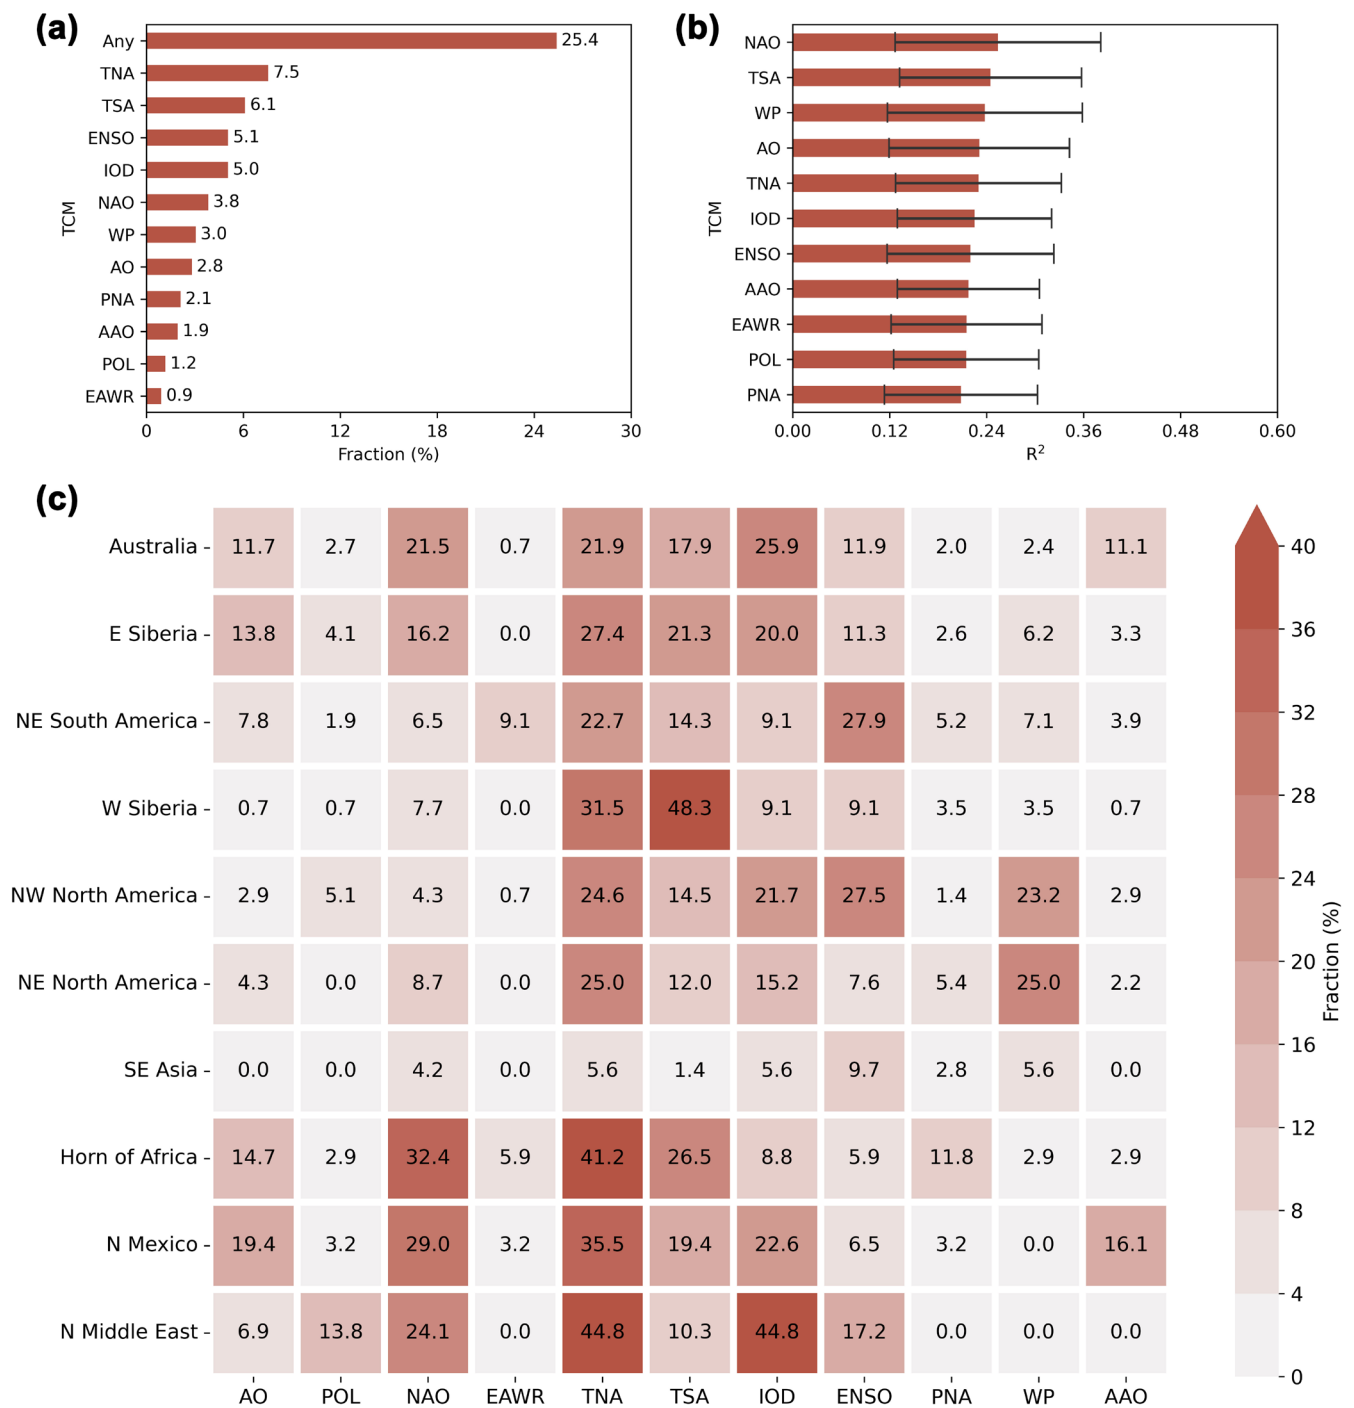 (a)
Any 25.4
TNA 7.5
TSA 6.1
ENSO 5.1
IOD 5.0
NAO 3.8
WP 3.0
AO 2.8
PNA 2.1
AAO 1.9
POL 1.2
EAWR 0.9
TCM
0 6 12 18 24 30
Fraction (%)
(b)
NAO
TSA
WP
AO
TNA
IOD
ENSO
AAO
EAWR
POL
PNA
TCM
0.00 0.12 0.24 0.36 0.48 0.60
R²
(c)
Australia 11.7 2.7 21.5 0.7 21.9 17.9 25.9 11.9 2.0 2.4 11.1
E Siberia 13.8 4.1 16.2 0.0 27.4 21.3 20.0 11.3 2.6 6.2 3.3
NE South America 7.8 1.9 6.5 9.1 22.7 14.3 9.1 27.9 5.2 7.1 3.9
W Siberia 0.7 0.7 7.7 0.0 31.5 48.3 9.1 9.1 3.5 3.5 0.7
NW North America 2.9 5.1 4.3 0.7 24.6 14.5 21.7 27.5 1.4 23.2 2.9
NE North America 4.3 0.0 8.7 0.0 25.0 12.0 15.2 7.6 5.4 25.0 2.2
SE Asia 0.0 0.0 4.2 0.0 5.6 1.4 5.6 9.7 2.8 5.6 0.0
Horn of Africa 14.7 2.9 32.4 5.9 41.2 26.5 8.8 5.9 11.8 2.9 2.9
N Mexico 19.4 3.2 29.0 3.2 35.5 19.4 22.6 6.5 3.2 0.0 16.1
N Middle East 6.9 13.8 24.1 0.0 44.8 10.3 44.8 17.2 0.0 0.0 0.0
AO POL NAO EAWR TNA TSA IOD ENSO PNA WP AAO
40
36
32
28
24
20
16
12
8
4
0
Fraction (%)